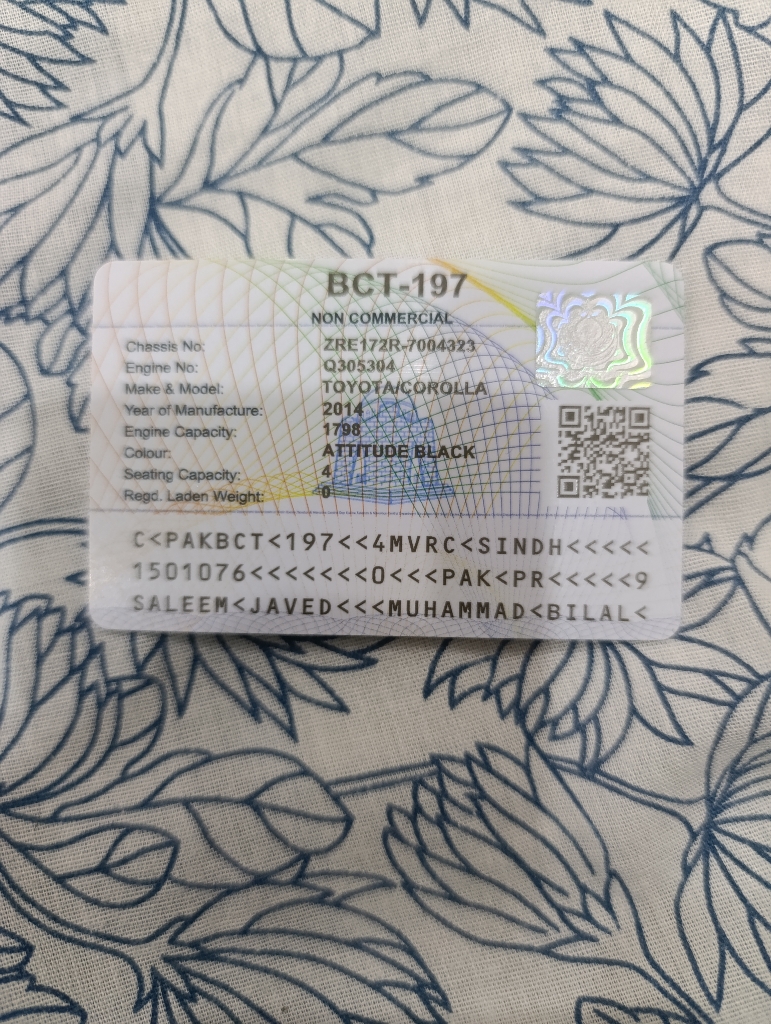 BCT-197
NON COMMERCIAL
Chassis No: ZRE172R-7004323
Engine No: Q305304
Make & Model: TOYOTA/COROLLA
Year of Manufacture: 2014
Engine Capacity: 1798
Colour: ATTITUDE BLACK
Seating Capacity: 4
Regd. Laden Weight: 0
C<PAKBCT<197<<4MVRC<SINDH<<<<<
1501076<<<<<<<0<<<PAK<PR<<<<<9
SALEEM<JAVED<<<MUHAMMAD<BILAL<